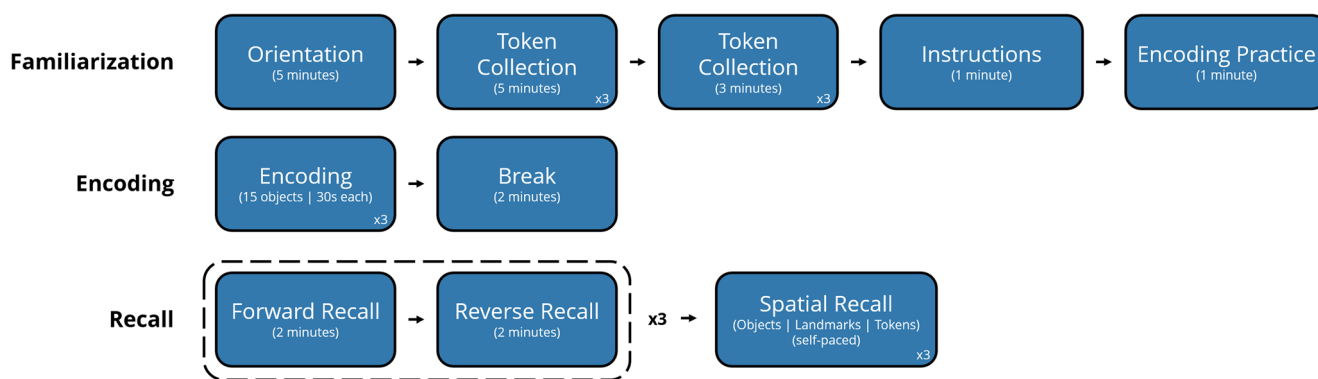 Familiarization
Orientation
(5 minutes)
Token
Collection
(5 minutes)
x3
Token
Collection
(3 minutes)
x3
Instructions
(1 minute)
Encoding Practice
(1 minute)
Encoding
Encoding
(15 objects | 30s each)
x3
Break
(2 minutes)
Recall
Forward Recall
(2 minutes)
Reverse Recall
(2 minutes)
x3
Spatial Recall
(Objects | Landmarks | Tokens)
(self-paced)
x3